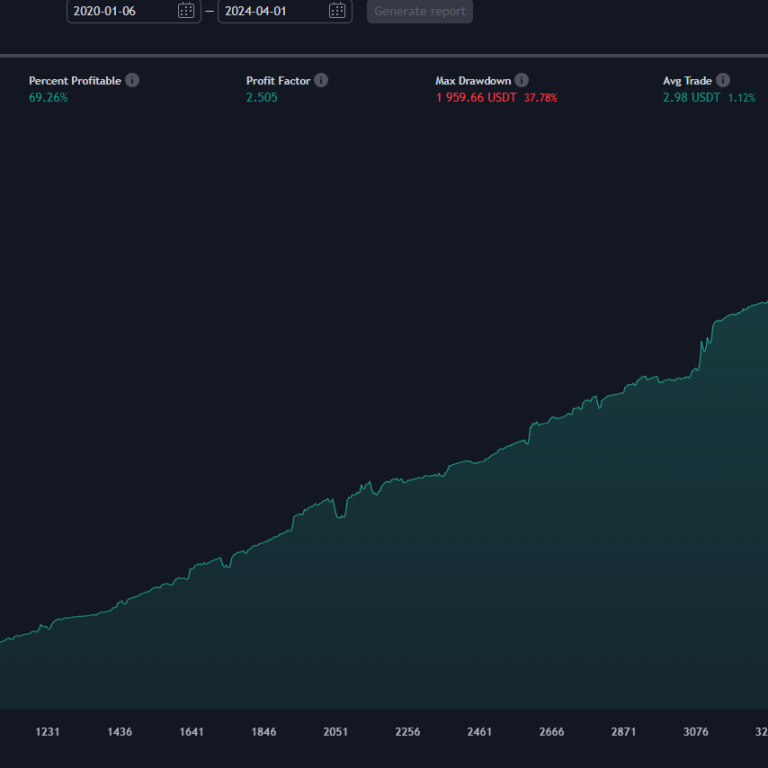 2020-01-06 — 2024-04-01 Generate report
Percent Profitable Profit Factor Max Drawdown Avg Trade
69.26% 2.505 1 959.66 USDT 37.78% 2.98 USDT 1.12%
1231 1436 1641 1846 2051 2256 2461 2666 2871 3076 32